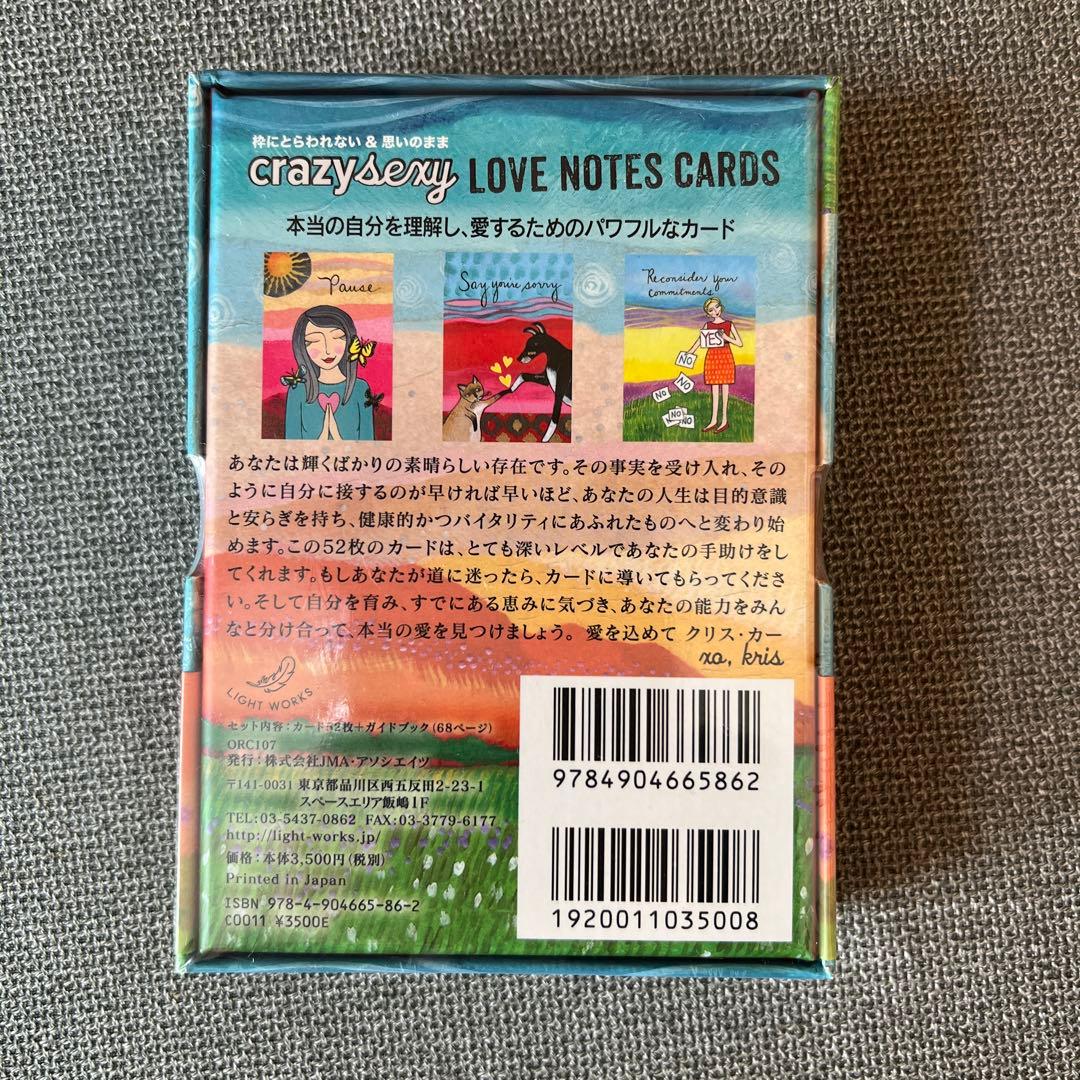 枠にとらわれない & 思いのまま
crazy sexy LOVE NOTES CARDS
本当の自分を理解し、愛するためのパワフルなカード
Pause
Say you're sorry
Reconsider your
commitments
YES
NO
NO
NO
NO
NO
あなたは輝くばかりの素晴らしい存在です。その事実を受け入れ、その
ように自分に接するのが早ければ早いほど、あなたの人生は目的意識
と安らぎを持ち、健康的かつバイタリティにあふれたものへと変わり始
めます。この52枚のカードは、とても深いレベルであなたの手助けをし
てくれます。もしあなたが道に迷ったら、カードに導いてもらってくださ
い。そして自分を育み、すでにある恵みに気づき、あなたの能力をみん
なと分け合って、本当の愛を見つけましょう。 愛を込めて クリス・カー
xo, kris
LIGHT WORKS
セット内容:カード52枚+ガイドブック(68ページ)
ORC107
発行:株式会社JMA・アソシエイツ
〒141-0031 東京都品川区西五反田2-23-1
スペースエリア飯嶋1F
TEL:03-5437-0862 FAX:03-3779-6177
http://light-works.jp/
価格:本体3,500円(税別)
Printed in Japan
ISBN 978-4-904665-86-2
C0011 ¥3500E
9784904665862
1920011035008